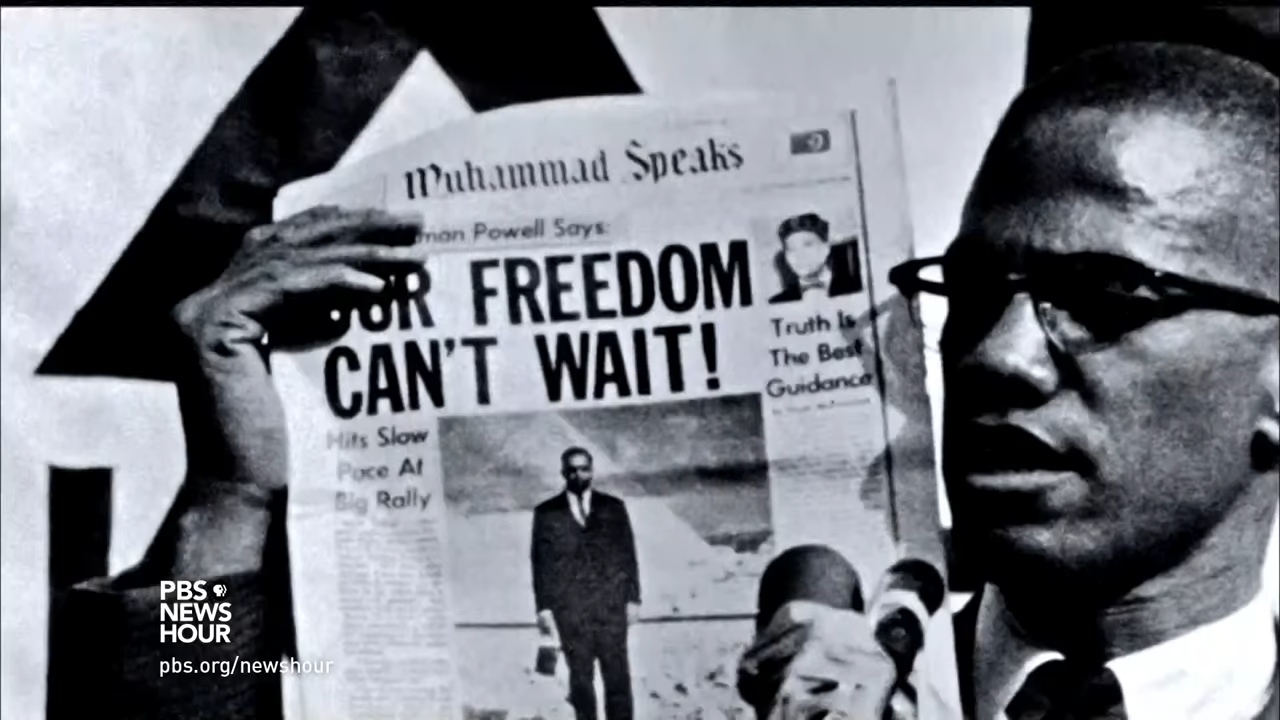 Muhammad Speaks
man Powell Says:
OUR FREEDOM
CAN'T WAIT!
Truth Is
The Best
Guidance
Hits Slow
Pace At
Big Rally
PBS
NEWS
HOUR
pbs.org/newshour